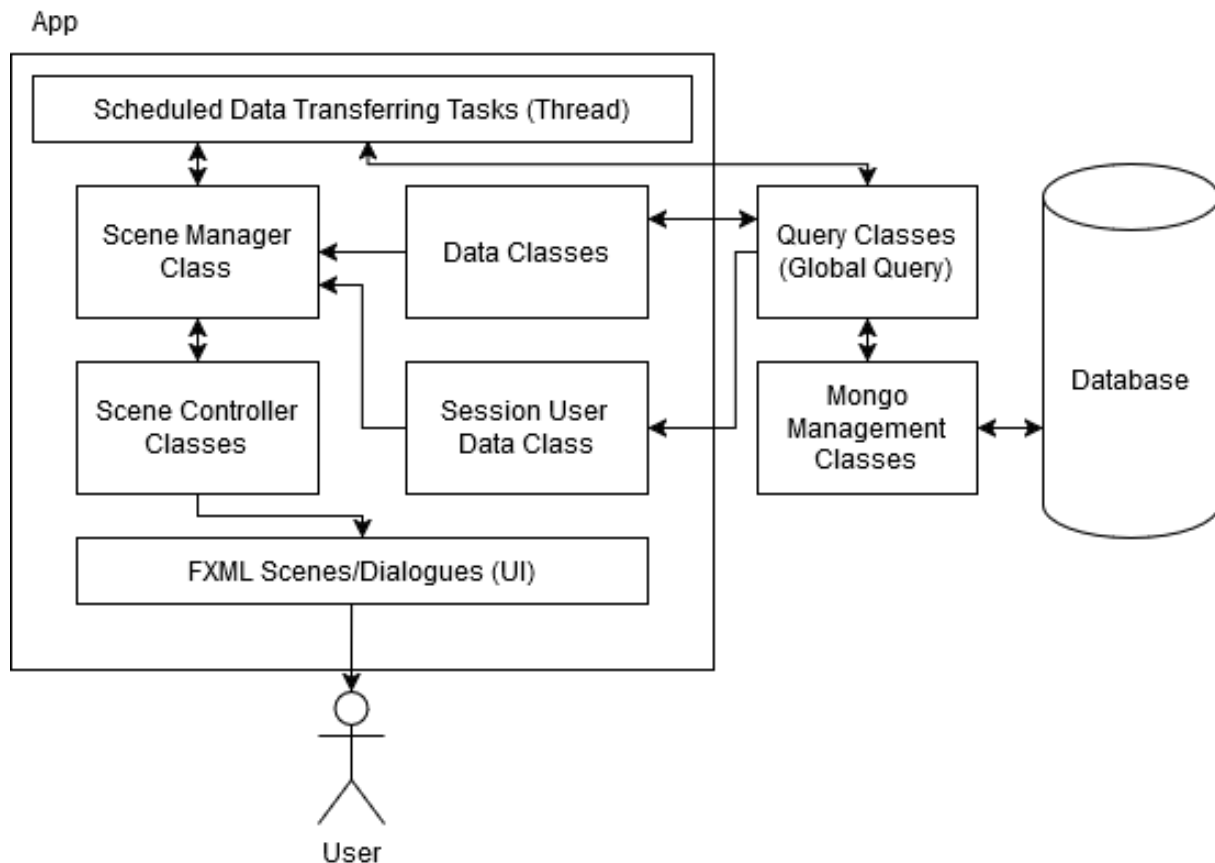 App
Scheduled Data Transferring Tasks (Thread)
Scene Manager
Class
Data Classes
Query Classes
(Global Query)
Scene Controller
Classes
Session User
Data Class
Mongo
Management
Classes
Database
FXML Scenes/Dialogues (UI)
User